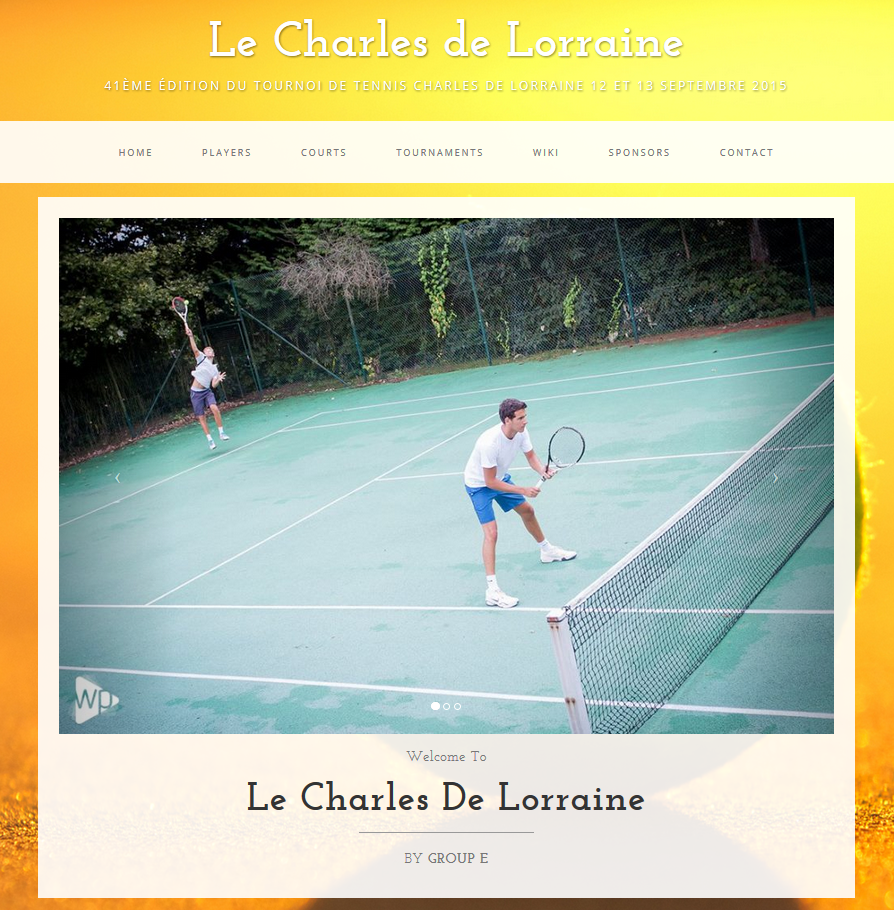 Le Charles de Lorraine
41ÈME ÉDITION DU TOURNOI DE TENNIS CHARLES DE LORRAINE 12 ET 13 SEPTEMBRE 2015
HOME PLAYERS COURTS TOURNAMENTS WIKI SPONSORS CONTACT
Wp
Welcome To
Le Charles De Lorraine
BY GROUP E